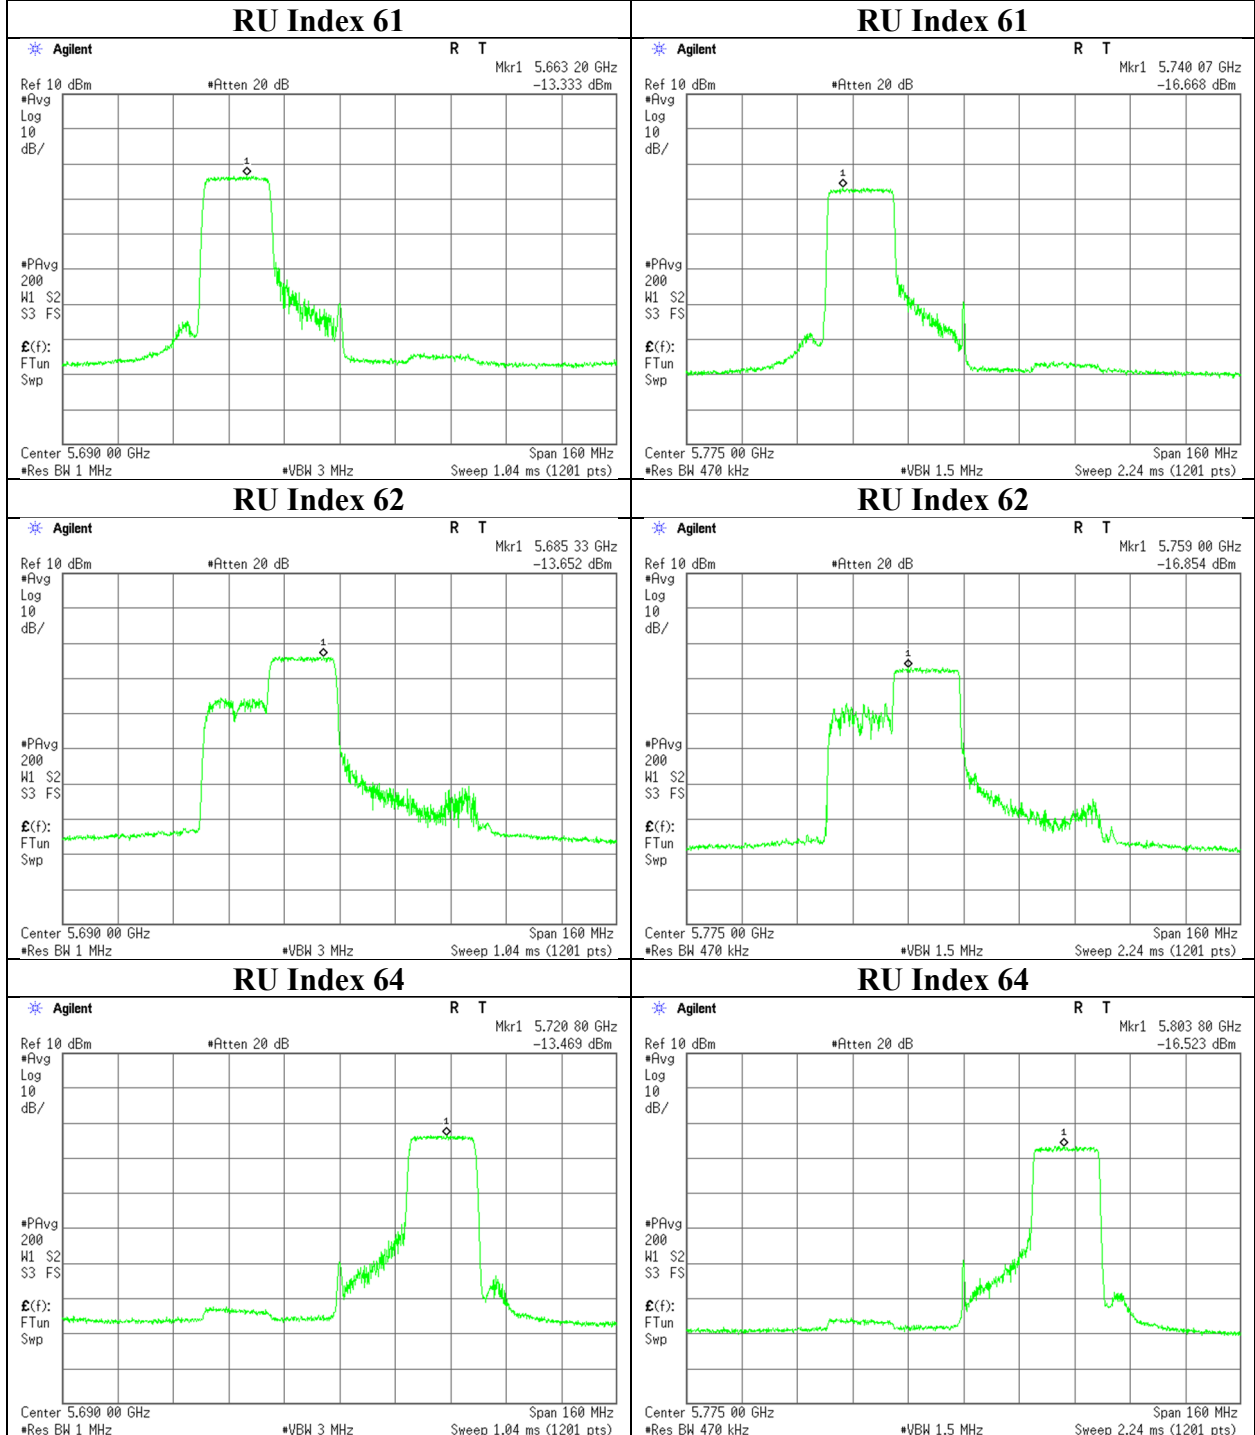 RU Index 61
Agilent
R T
Mkr1 5.663 20 GHz
Ref 10 dBm #Atten 20 dB -13.333 dBm
#Avg
Log
10
dB/
1
#PAvg
200
W1 S2
S3 FS
£(f):
FTun
Swp
Center 5.690 00 GHz Span 160 MHz
#Res BW 1 MHz #VBW 3 MHz Sweep 1.04 ms (1201 pts)
RU Index 61
Agilent
R T
Mkr1 5.740 07 GHz
Ref 10 dBm #Atten 20 dB -16.668 dBm
#Avg
Log
10
dB/
1
#PAvg
200
W1 S2
S3 FS
£(f):
FTun
Swp
Center 5.775 00 GHz Span 160 MHz
#Res BW 470 kHz #VBW 1.5 MHz Sweep 2.24 ms (1201 pts)
RU Index 62
Agilent
R T
Mkr1 5.685 33 GHz
Ref 10 dBm #Atten 20 dB -13.652 dBm
#Avg
Log
10
dB/
1
#PAvg
200
W1 S2
S3 FS
£(f):
FTun
Swp
Center 5.690 00 GHz Span 160 MHz
#Res BW 1 MHz #VBW 3 MHz Sweep 1.04 ms (1201 pts)
RU Index 62
Agilent
R T
Mkr1 5.759 00 GHz
Ref 10 dBm #Atten 20 dB -16.854 dBm
#Avg
Log
10
dB/
1
#PAvg
200
W1 S2
S3 FS
£(f):
FTun
Swp
Center 5.775 00 GHz Span 160 MHz
#Res BW 470 kHz #VBW 1.5 MHz Sweep 2.24 ms (1201 pts)
RU Index 64
Agilent
R T
Mkr1 5.720 80 GHz
Ref 10 dBm #Atten 20 dB -13.469 dBm
#Avg
Log
10
dB/
1
#PAvg
200
W1 S2
S3 FS
£(f):
FTun
Swp
Center 5.690 00 GHz Span 160 MHz
#Res BW 1 MHz #VBW 3 MHz Sweep 1.04 ms (1201 pts)
RU Index 64
Agilent
R T
Mkr1 5.803 80 GHz
Ref 10 dBm #Atten 20 dB -16.523 dBm
#Avg
Log
10
dB/
1
#PAvg
200
W1 S2
S3 FS
£(f):
FTun
Swp
Center 5.775 00 GHz Span 160 MHz
#Res BW 470 kHz #VBW 1.5 MHz Sweep 2.24 ms (1201 pts)